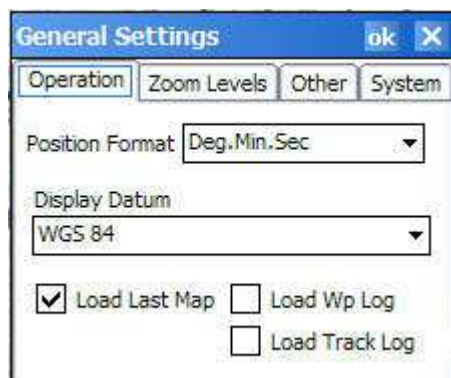 General Settings ok X
Operation Zoom Levels Other System
Position Format Deg.Min.Sec
Display Datum
WGS 84
Load Last Map Load Wp Log
Load Track Log